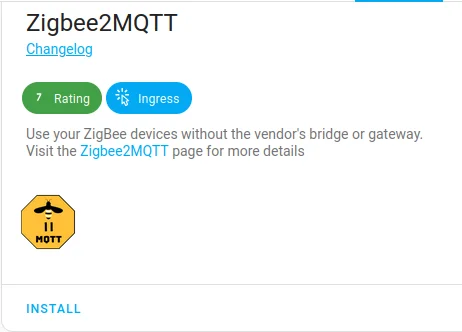 Zigbee2MQTT
Changelog
7 Rating Ingress
Use your ZigBee devices without the vendor's bridge or gateway.
Visit the Zigbee2MQTT page for more details
MQTT
INSTALL